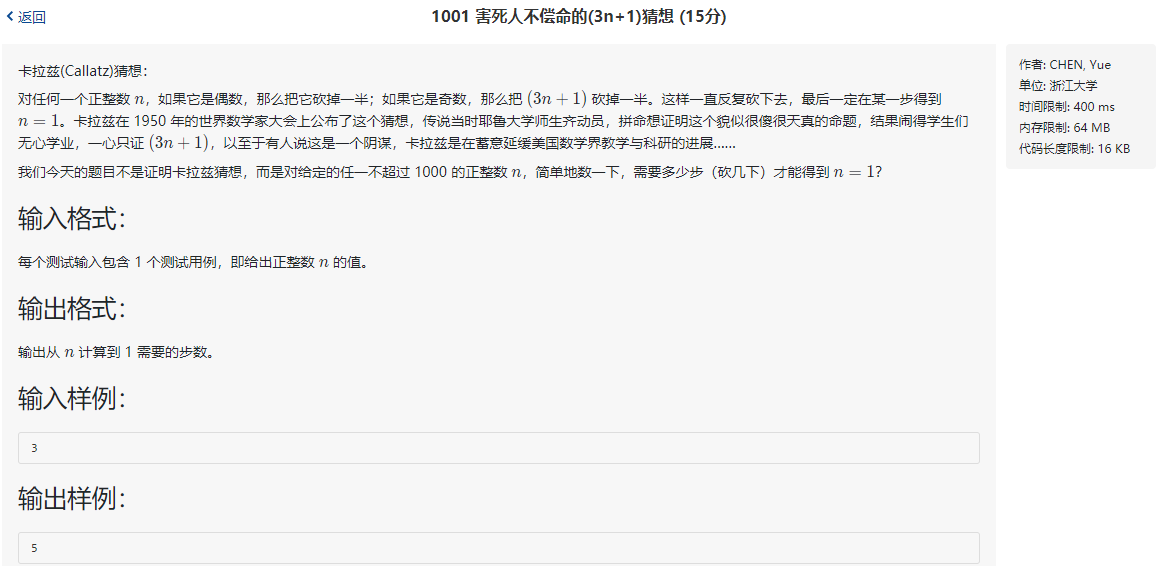 返回
1001 害死人不偿命的(3n+1)猜想 (15分)
卡拉兹(Callatz)猜想：
对任何一个正整数 n，如果它是偶数，那么把它砍掉一半；如果它是奇数，那么把 (3n + 1) 砍掉一半。这样一直反复砍下去，最后一定在某一步得到
n = 1。卡拉兹在 1950 年的世界数学家大会上公布了这个猜想，传说当时耶鲁大学师生齐动员，拼命想证明这个貌似很傻很天真的命题，结果闹得学生们
无心学业，一心只证 (3n + 1)，以至于有人说这是一个阴谋，卡拉兹是在蓄意延缓美国数学界教学与科研的进展……
我们今天的题目不是证明卡拉兹猜想，而是对给定的任一不超过 1000 的正整数 n，简单地数一下，需要多少步（砍几下）才能得到 n = 1？
输入格式：
每个测试输入包含 1 个测试用例，即给出正整数 n 的值。
输出格式：
输出从 n 计算到 1 需要的步数。
输入样例：
3
输出样例：
5
作者: CHEN, Yue
单位: 浙江大学
时间限制: 400 ms
内存限制: 64 MB
代码长度限制: 16 KB